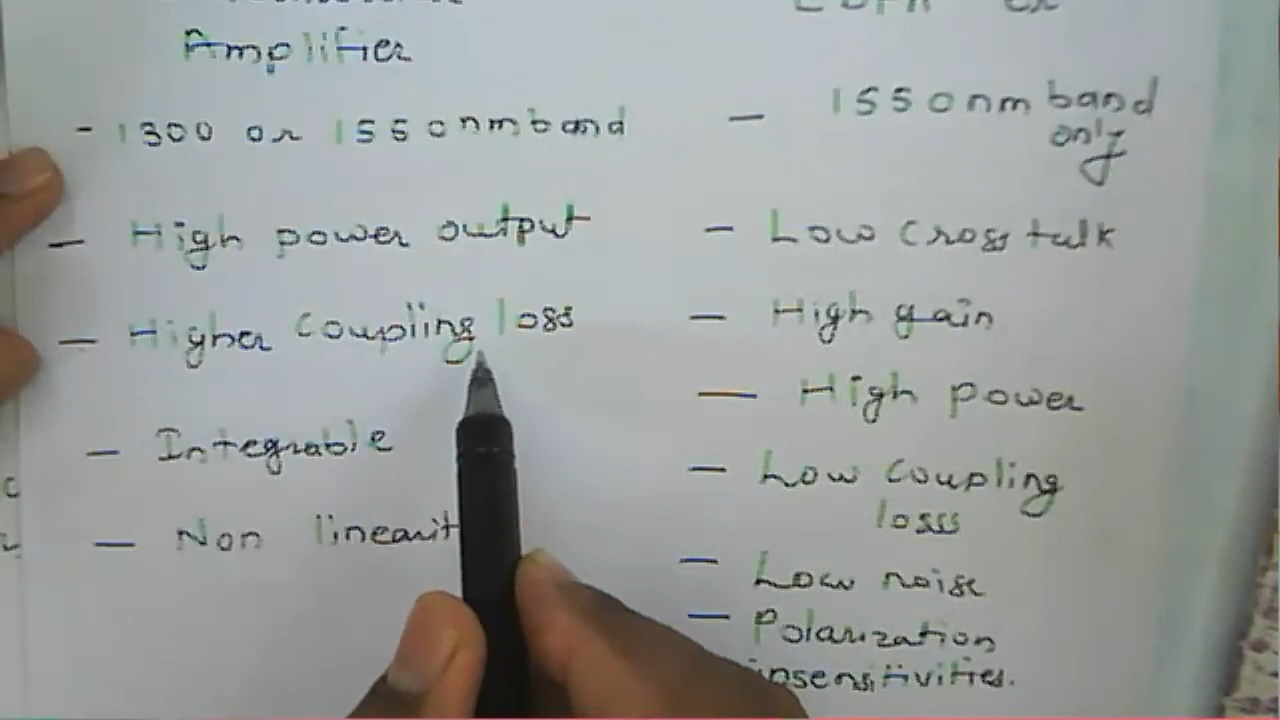 Amplifier
- 1300 or 1550nm band
- High power output
- Higher coupling loss
- Integrable
- Non linearit
- 1550nm band
only
- Low cross talk
- High gain
- High power
- Low coupling
loss
- Low noise
- Polarization
insensitivities.